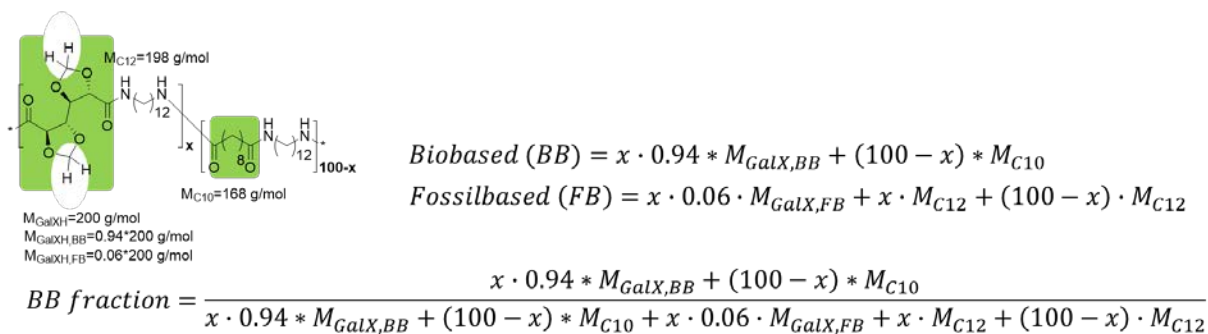 H
H
M_C12=198 g/mol
O
O
H
N
H
N
O
12
O
O
O
H
H
x
O
8
O
H
N
H
N
12
*
100-x
M_C10=168 g/mol
M_GalXH=200 g/mol
M_GalXH,BB=0.94*200 g/mol
M_GalXH,FB=0.06*200 g/mol
Biobased (BB) = x · 0.94 * M_GalX,BB + (100 − x) * M_C10
Fossilbased (FB) = x · 0.06 · M_GalX,FB + x · M_C12 + (100 − x) · M_C12
BB fraction = x · 0.94 * M_GalX,BB + (100 − x) * M_C10
x · 0.94 * M_GalX,BB + (100 − x) * M_C10 + x · 0.06 · M_GalX,FB + x · M_C12 + (100 − x) · M_C12